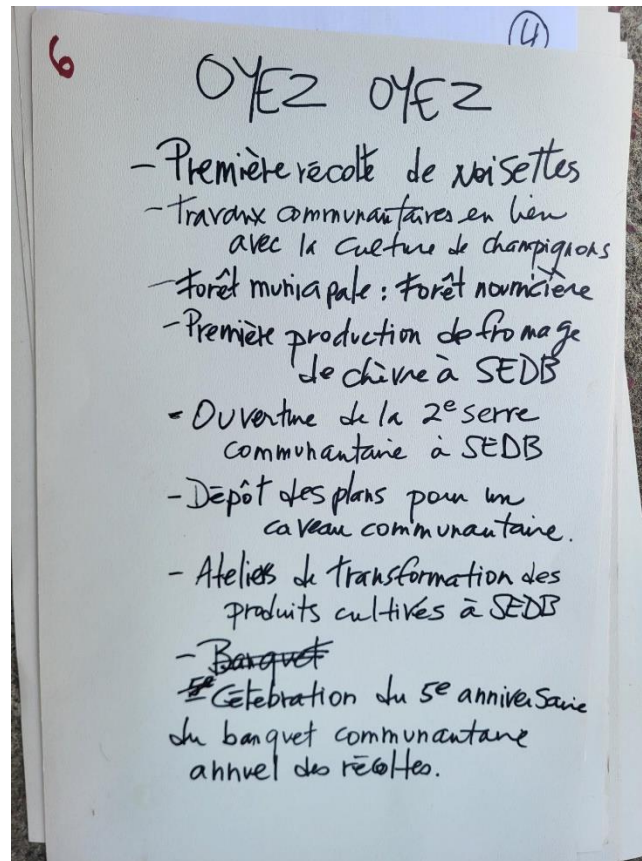 6
4
OYEZ OYEZ
- Première récolte de Noisettes
- Travaux communautaires en lien
avec la culture de champignons
- Forêt municipale : Forêt nourricière
- Première production de fromage
de chèvre à SEDB
- Ouverture de la 2e serre
communautaire à SEDB
- Dépôt des plans pour un
caveau communautaire.
- Ateliers de transformation des
produits cultivés à SEDB
- Banquet
5e Célébration du 5e anniversaire
du banquet communautaire
annuel des récoltes.